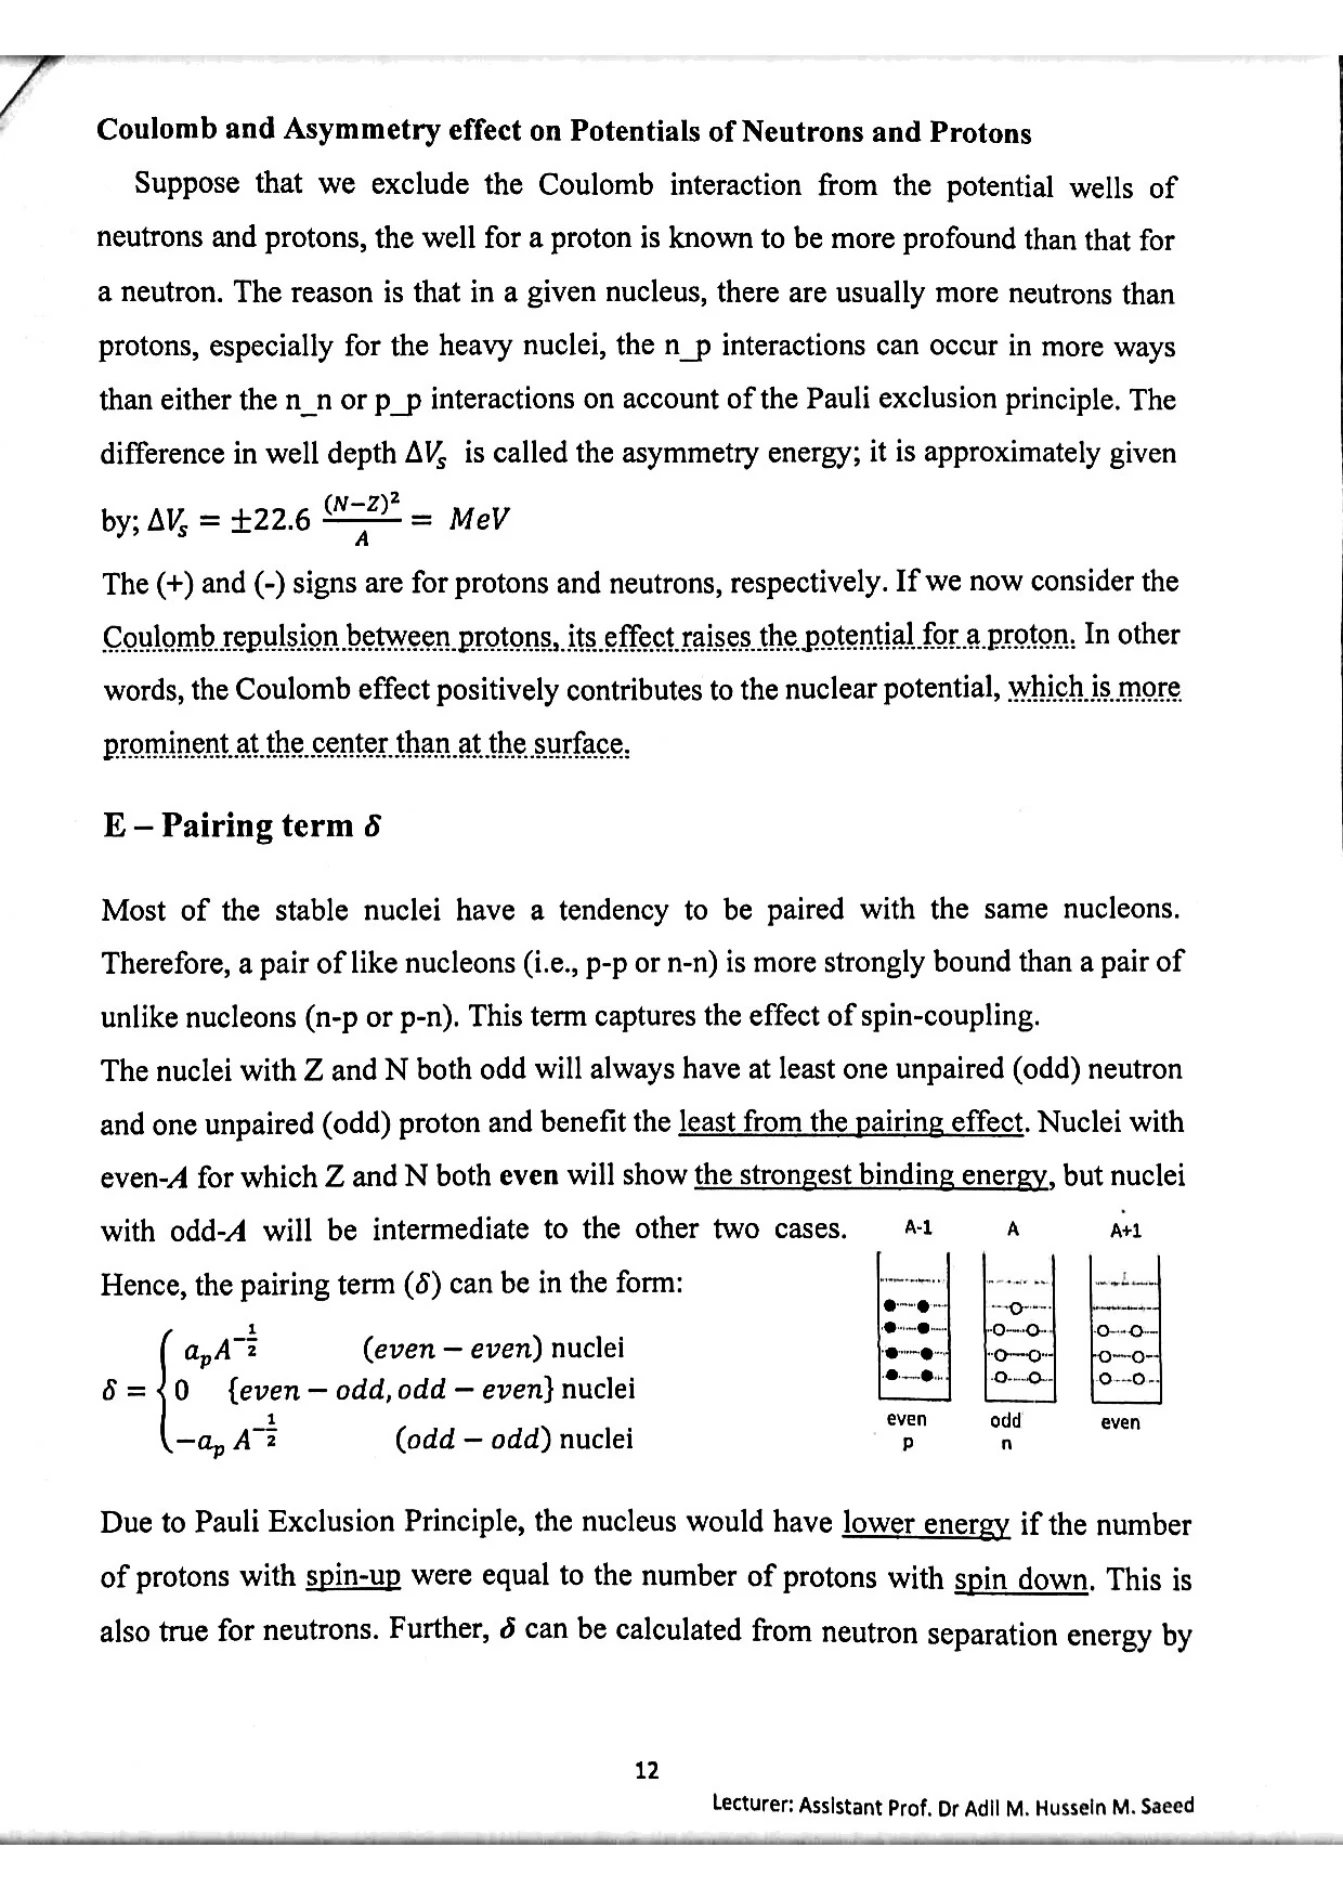 Coulomb and Asymmetry effect on Potentials of Neutrons and Protons
Suppose that we exclude the Coulomb interaction from the potential wells of
neutrons and protons, the well for a proton is known to be more profound than that for
a neutron. The reason is that in a given nucleus, there are usually more neutrons than
protons, especially for the heavy nuclei, the n_p interactions can occur in more ways
than either the n_n or p_p interactions on account of the Pauli exclusion principle. The
difference in well depth ΔVₛ is called the asymmetry energy; it is approximately given
by; ΔVₛ = ±22.6 (N−Z)²/A = MeV
The (+) and (-) signs are for protons and neutrons, respectively. If we now consider the
Coulomb repulsion between protons, its effect raises the potential for a proton. In other
words, the Coulomb effect positively contributes to the nuclear potential, which is more
prominent at the center than at the surface.
E – Pairing term δ
Most of the stable nuclei have a tendency to be paired with the same nucleons.
Therefore, a pair of like nucleons (i.e., p-p or n-n) is more strongly bound than a pair of
unlike nucleons (n-p or p-n). This term captures the effect of spin-coupling.
The nuclei with Z and N both odd will always have at least one unpaired (odd) neutron
and one unpaired (odd) proton and benefit the least from the pairing effect. Nuclei with
even-A for which Z and N both even will show the strongest binding energy, but nuclei
with odd-A will be intermediate to the other two cases.
Hence, the pairing term (δ) can be in the form:
δ = { aₚA^(−1/2) (even − even) nuclei
0 {even − odd, odd − even} nuclei
−aₚ A^(−1/2) (odd − odd) nuclei
A-1 A A+1
even odd even
p n
Due to Pauli Exclusion Principle, the nucleus would have lower energy if the number
of protons with spin-up were equal to the number of protons with spin down. This is
also true for neutrons. Further, δ can be calculated from neutron separation energy by
12
Lecturer: Assistant Prof. Dr Adil M. Hussein M. Saeed